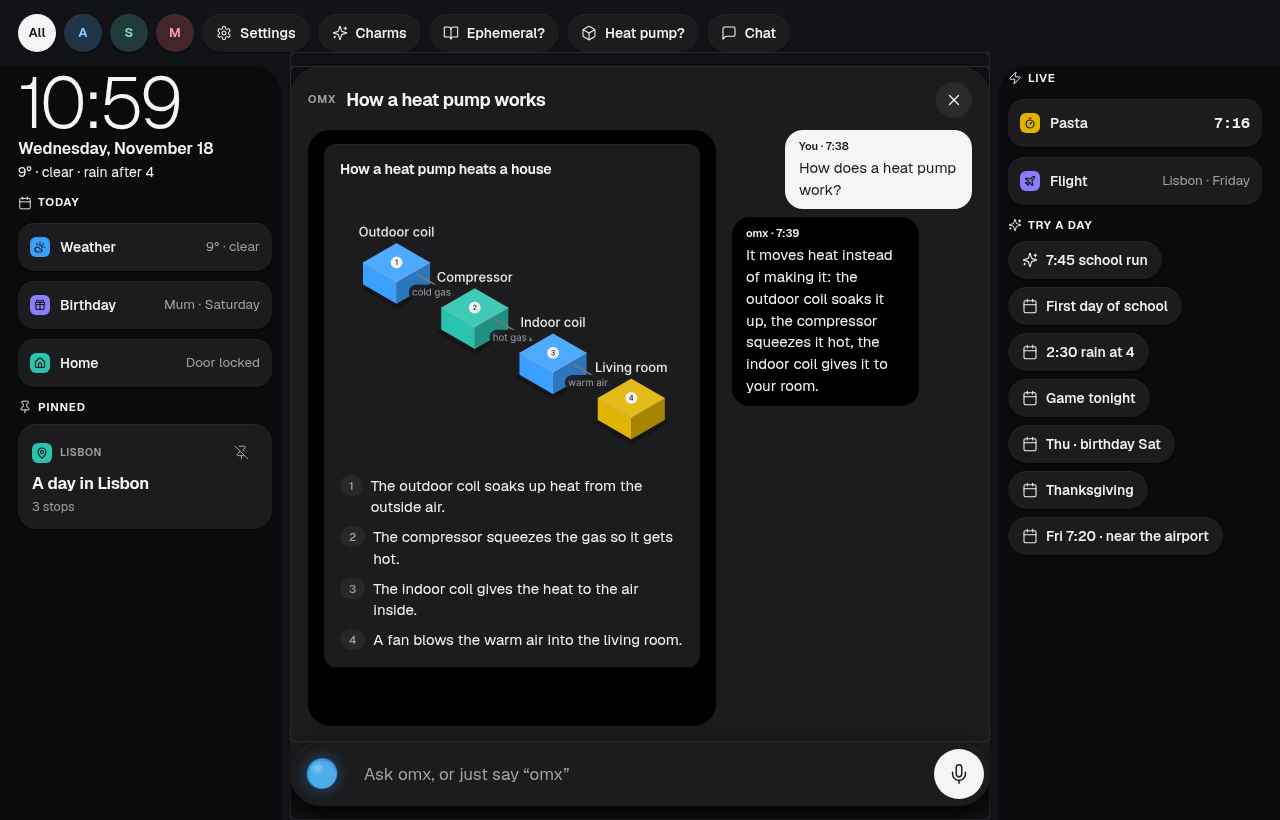 All
A
S
M
Settings
Charms
Ephemeral?
Heat pump?
Chat
10:59
Wednesday, November 18
9° · clear · rain after 4
TODAY
Weather
9° · clear
Birthday
Mum · Saturday
Home
Door locked
PINNED
LISBON
A day in Lisbon
3 stops
OMX
How a heat pump works
How a heat pump heats a house
Outdoor coil
1
cold gas
Compressor
2
hot gas
Indoor coil
3
warm air
Living room
4
1 The outdoor coil soaks up heat from the
outside air.
2 The compressor squeezes the gas so it gets
hot.
3 The indoor coil gives the heat to the air
inside.
4 A fan blows the warm air into the living room.
You · 7:38
How does a heat pump
work?
omx · 7:39
It moves heat instead
of making it: the
outdoor coil soaks it
up, the compressor
squeezes it hot, the
indoor coil gives it to
your room.
Ask omx, or just say “omx”
LIVE
Pasta
7:16
Flight
Lisbon · Friday
TRY A DAY
7:45 school run
First day of school
2:30 rain at 4
Game tonight
Thu · birthday Sat
Thanksgiving
Fri 7:20 · near the airport